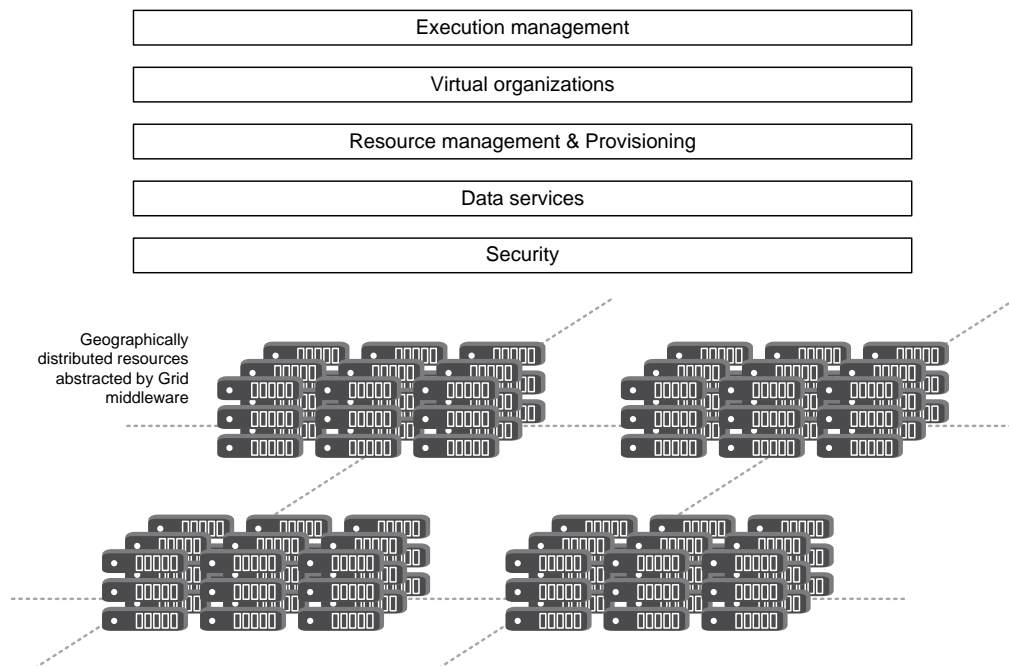 Execution management
Virtual organizations
Resource management & Provisioning
Data services
Security
Geographically
distributed resources
abstracted by Grid
middleware